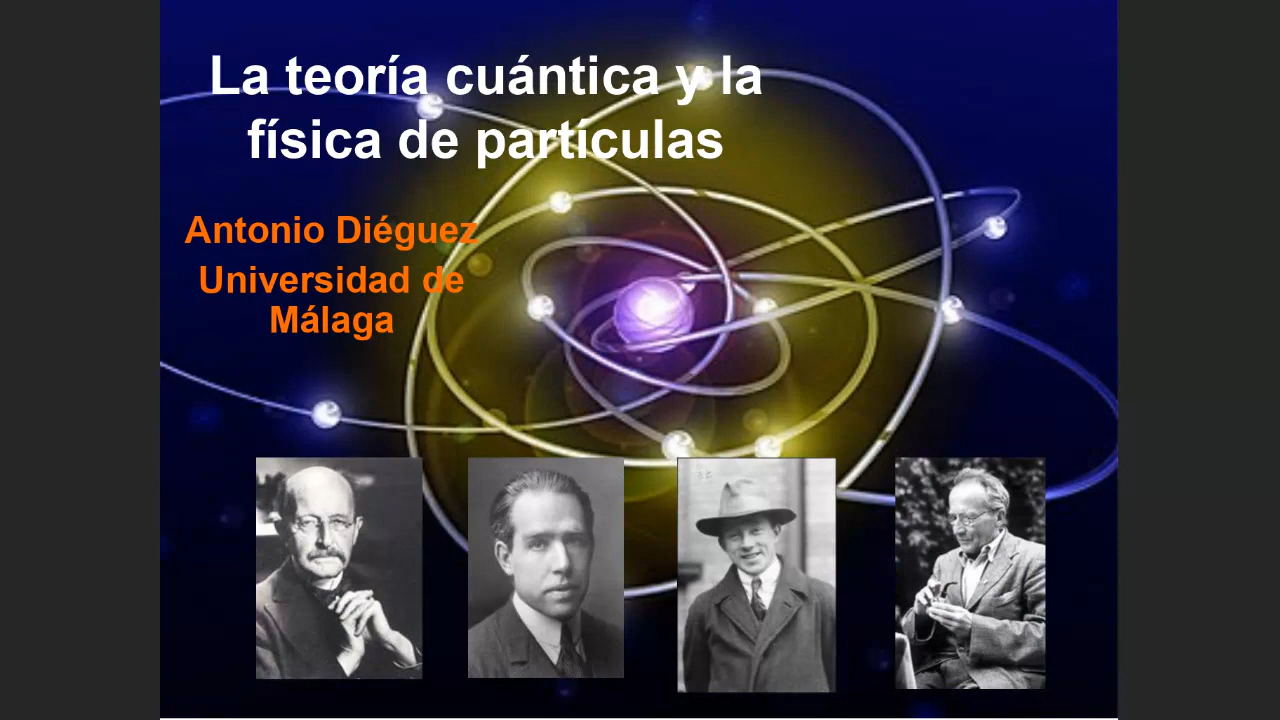 La teoría cuántica y la
física de partículas
Antonio Diéguez
Universidad de
Málaga